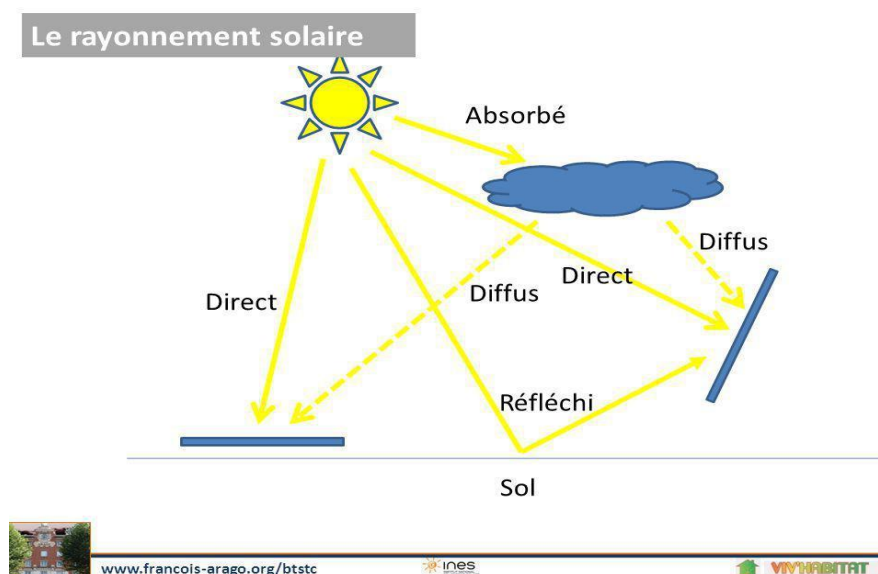 Le rayonnement solaire
Absorbé
Diffus
Direct
Diffus
Direct
Réfléchi
Sol
www.francois-arago.org/btstc
ines
VIV'HABITAT